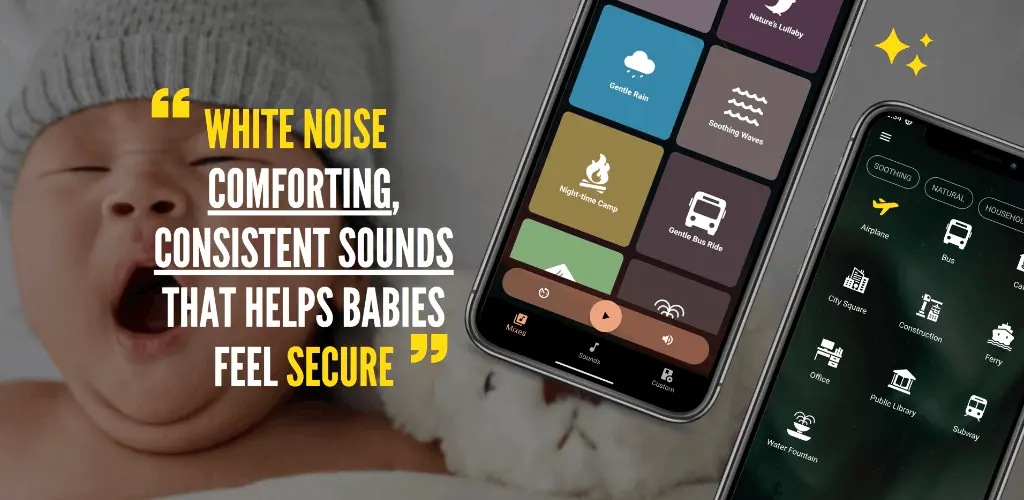 “ WHITE NOISE
COMFORTING,
CONSISTENT SOUNDS
THAT HELPS BABIES
FEEL SECURE ”
Nature's Lullaby
Gentle Rain
Soothing Waves
Night-time Camp
Gentle Bus Ride
Mixes
Sounds
Custom
SOOTHING
NATURAL
HOUSEHOL
Airplane
Bus
City Square
Construction
Ferry
Office
Public Library
Subway
Water Fountain